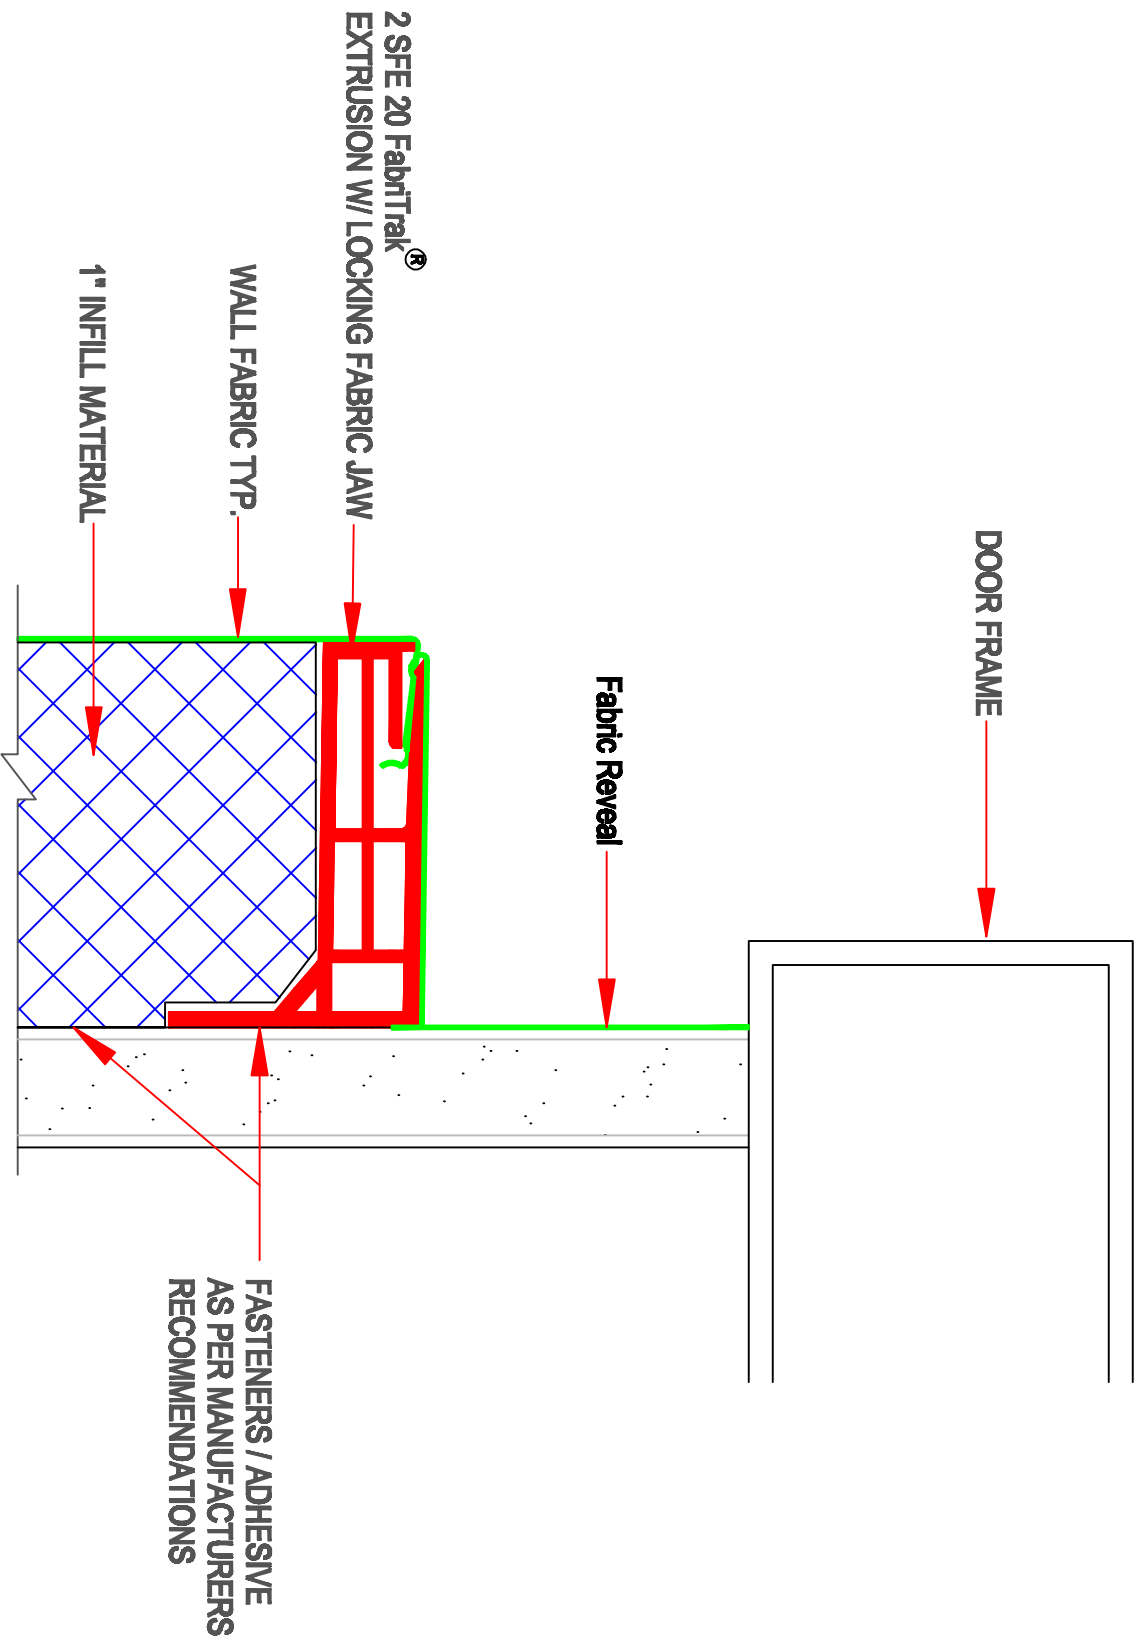 DOOR FRAME
Fabric Reveal
2 SFE 20 FabriTrak®
EXTRUSION W/ LOCKING FABRIC JAW
WALL FABRIC TYP.
1" INFILL MATERIAL
FASTENERS / ADHESIVE
AS PER MANUFACTURERS
RECOMMENDATIONS